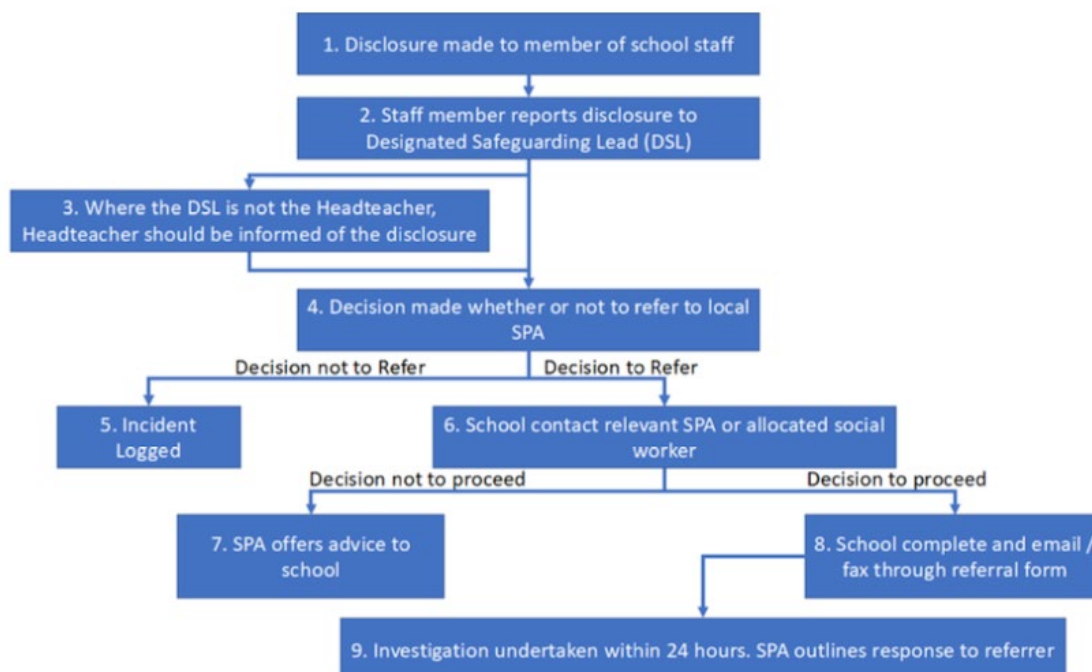 1. Disclosure made to member of school staff
2. Staff member reports disclosure to
Designated Safeguarding Lead (DSL)
3. Where the DSL is not the Headteacher,
Headteacher should be informed of the disclosure
4. Decision made whether or not to refer to local
SPA
Decision not to Refer
Decision to Refer
5. Incident
Logged
6. School contact relevant SPA or allocated social
worker
Decision not to proceed
Decision to proceed
7. SPA offers advice to
school
8. School complete and email /
fax through referral form
9. Investigation undertaken within 24 hours. SPA outlines response to referrer